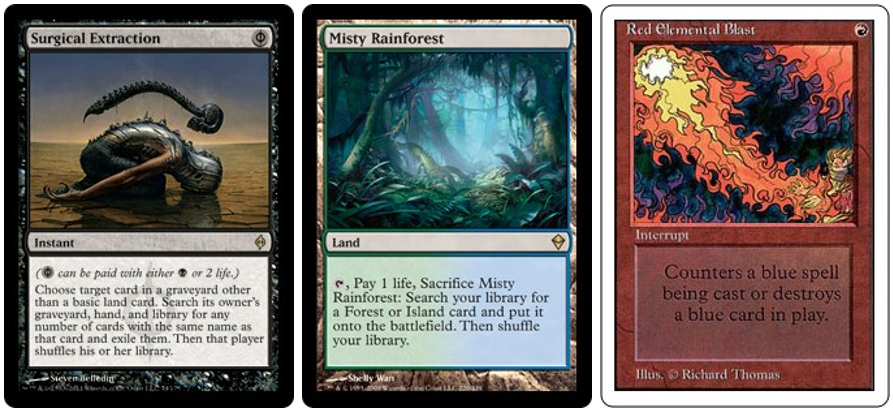 Surgical Extraction
Instant
( can be paid with either or 2 life.)
Choose target card in a graveyard other
than a basic land card. Search its owner's
graveyard, hand, and library for any
number of cards with the same name as
that card and exile them. Then that player
shuffles his or her library.
Steven Belledin
Misty Rainforest
Land
, Pay 1 life, Sacrifice Misty
Rainforest: Search your library for
a Forest or Island card and put it
onto the battlefield. Then shuffle
your library.
Shelly Wan
Red Elemental Blast
Interrupt
Counters a blue spell
being cast or destroys
a blue card in play.
Illus. © Richard Thomas